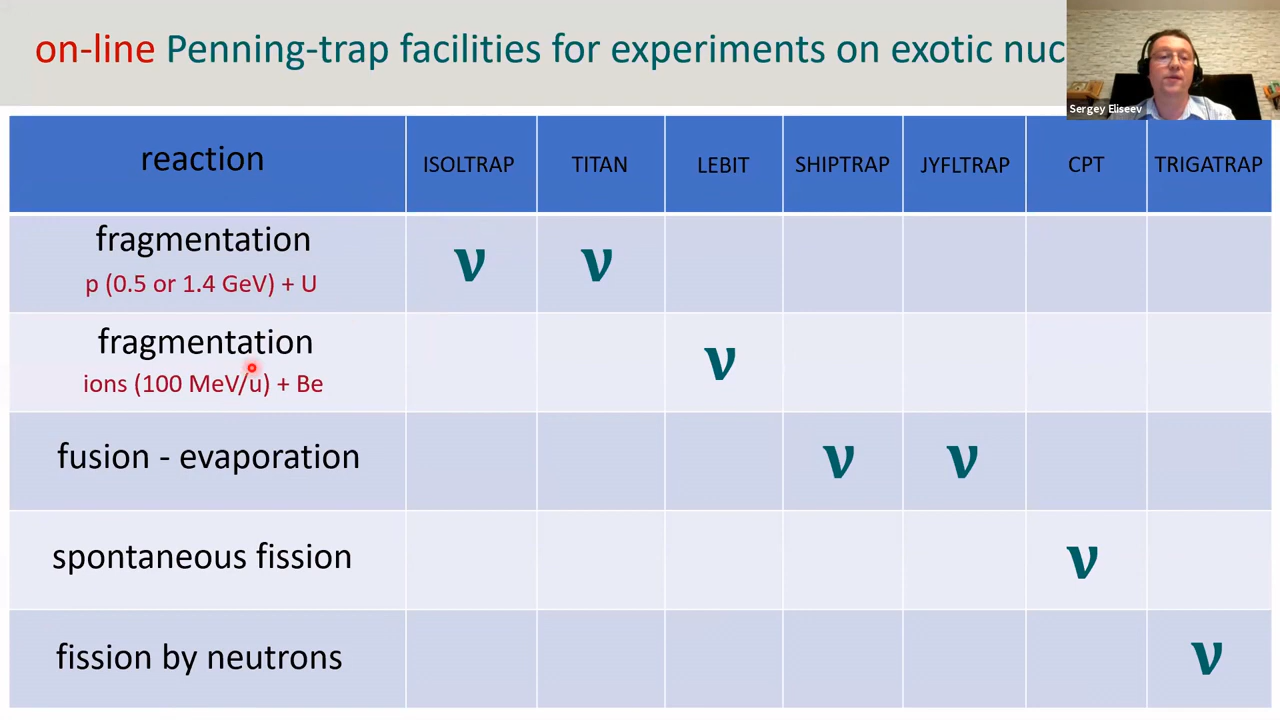 on-line Penning-trap facilities for experiments on exotic nuc
Sergey Eliseev
reaction ISOLTRAP TITAN LEBIT SHIPTRAP JYFLTRAP CPT TRIGATRAP
fragmentation
p (0.5 or 1.4 GeV) + U
ν ν
fragmentation
ions (100 MeV/u) + Be
ν
fusion - evaporation ν ν
spontaneous fission ν
fission by neutrons ν